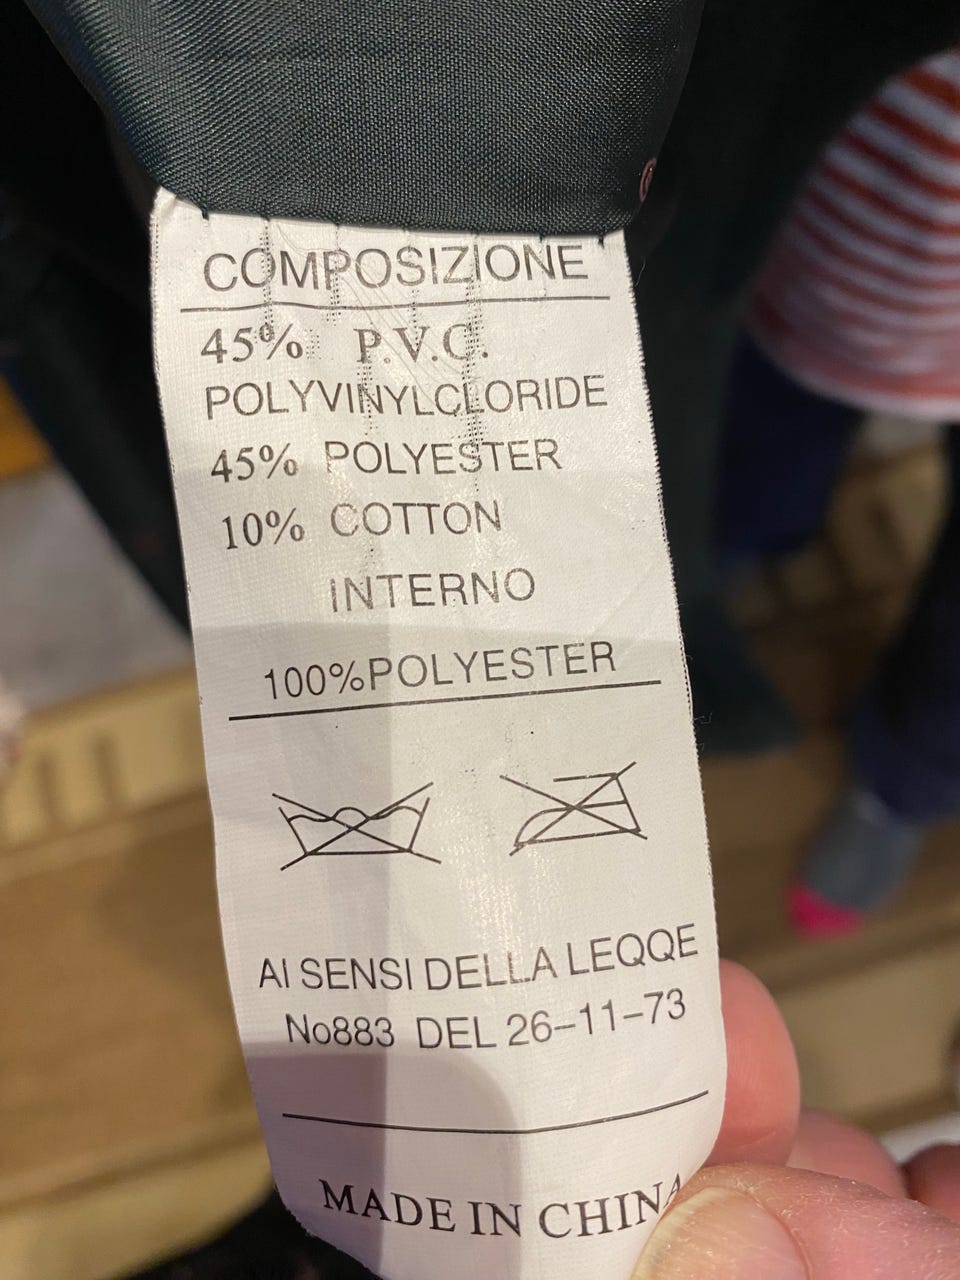 COMPOSIZIONE
45% P.V.C.
POLYVINYLCLORIDE
45% POLYESTER
10% COTTON
INTERNO
100%POLYESTER
AI SENSI DELLA LEQQE
No883 DEL 26-11-73
MADE IN CHINA